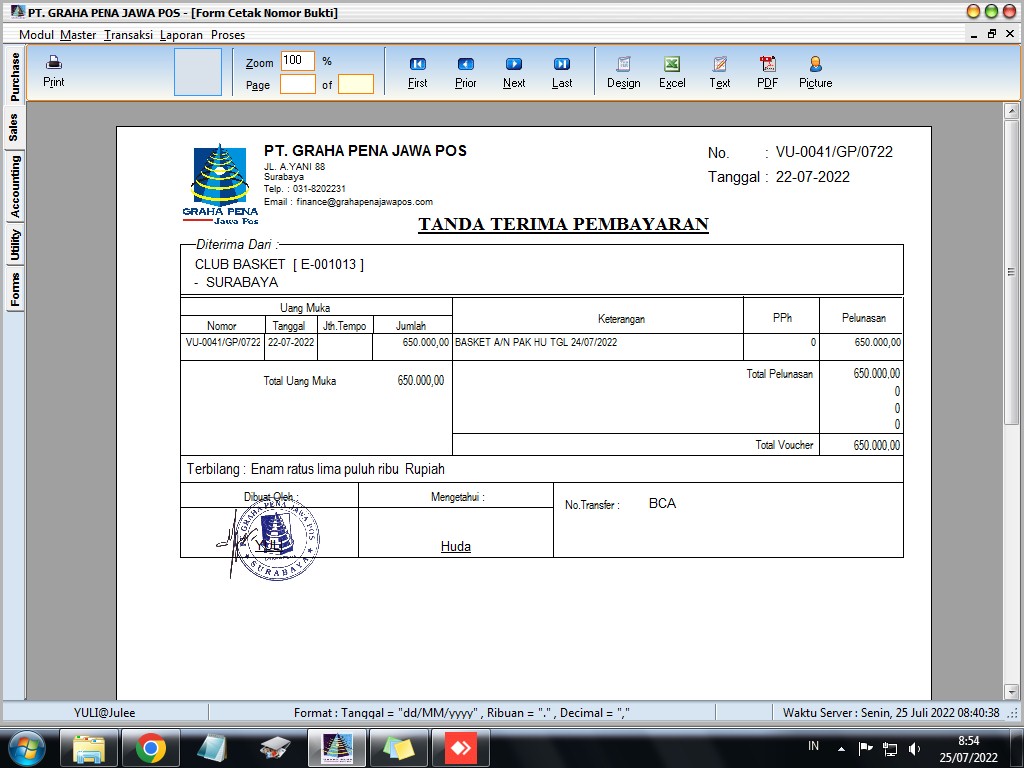 PT. GRAHA PENA JAWA POS - [Form Cetak Nomor Bukti]
Modul Master Transaksi Laporan Proses
Purchase
Sales
Accounting
Utility
Forms
Print
Zoom 100 %
Page of
First Prior Next Last
Design Excel Text PDF Picture
GRAHA PENA
Jawa Pos
PT. GRAHA PENA JAWA POS
JL. A.YANI 88
Surabaya
Telp. : 031-8202231
Email : finance@grahapenajawapos.com
No. : VU-0041/GP/0722
Tanggal : 22-07-2022
TANDA TERIMA PEMBAYARAN
Diterima Dari :
CLUB BASKET [ E-001013 ]
- SURABAYA
Uang Muka
Nomor Tanggal Jth.Tempo Jumlah Keterangan PPh Pelunasan
VU-0041/GP/0722 22-07-2022 650.000,00 BASKET A/N PAK HU TGL 24/07/2022 0 650.000,00
Total Uang Muka 650.000,00
Total Pelunasan 650.000,00
0
0
0
Total Voucher 650.000,00
Terbilang : Enam ratus lima puluh ribu Rupiah
Dibuat Oleh : Mengetahui :
No.Transfer : BCA
PT. GRAHA PENA JAWA POS
SURABAYA
YULI
Huda
YULI@Julee
Format : Tanggal = "dd/MM/yyyy" , Ribuan = "." , Decimal = ","
Waktu Server : Senin, 25 Juli 2022 08:40:38
IN
8:54
25/07/2022